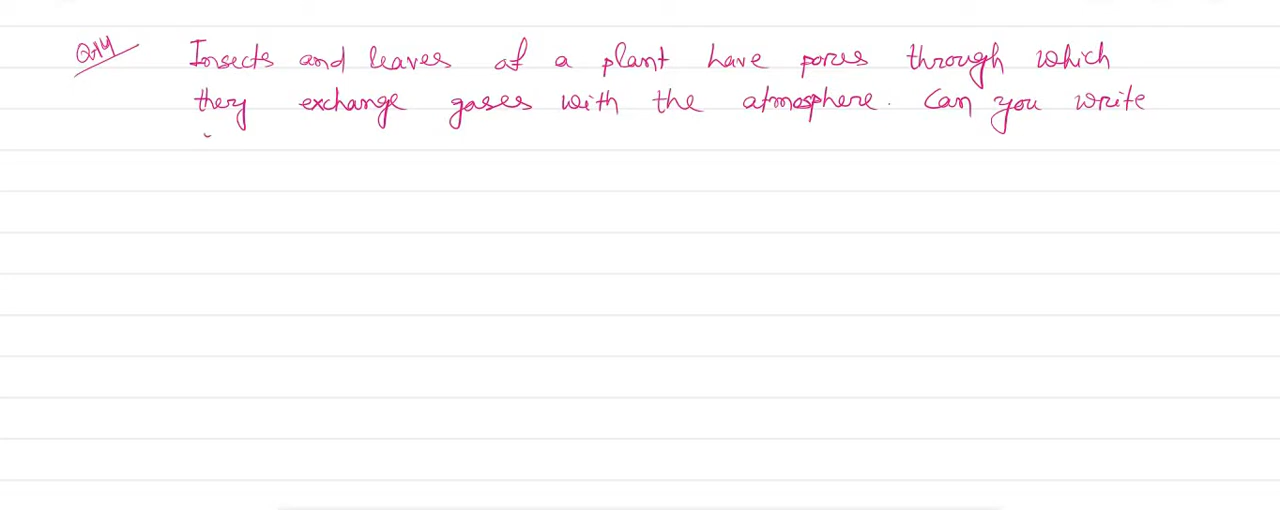 Q14 Insects and leaves of a plant have pores through which
they exchange gases with the atmosphere. Can you write